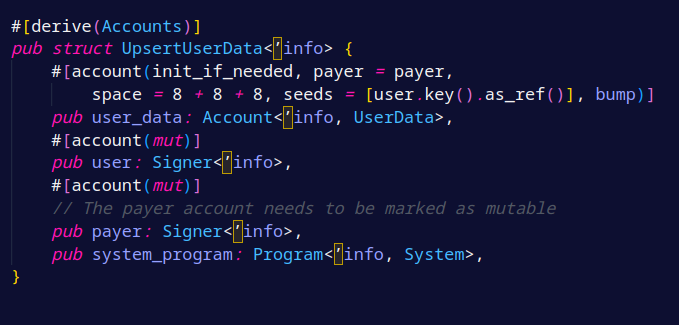 #[derive(Accounts)]
pub struct UpsertUserData<’info> {
    #[account(init_if_needed, payer = payer,
        space = 8 + 8 + 8, seeds = [user.key().as_ref()], bump)]
    pub user_data: Account<’info, UserData>,
    #[account(mut)]
    pub user: Signer<’info>,
    #[account(mut)]
    // The payer account needs to be marked as mutable
    pub payer: Signer<’info>,
    pub system_program: Program<’info, System>,
}